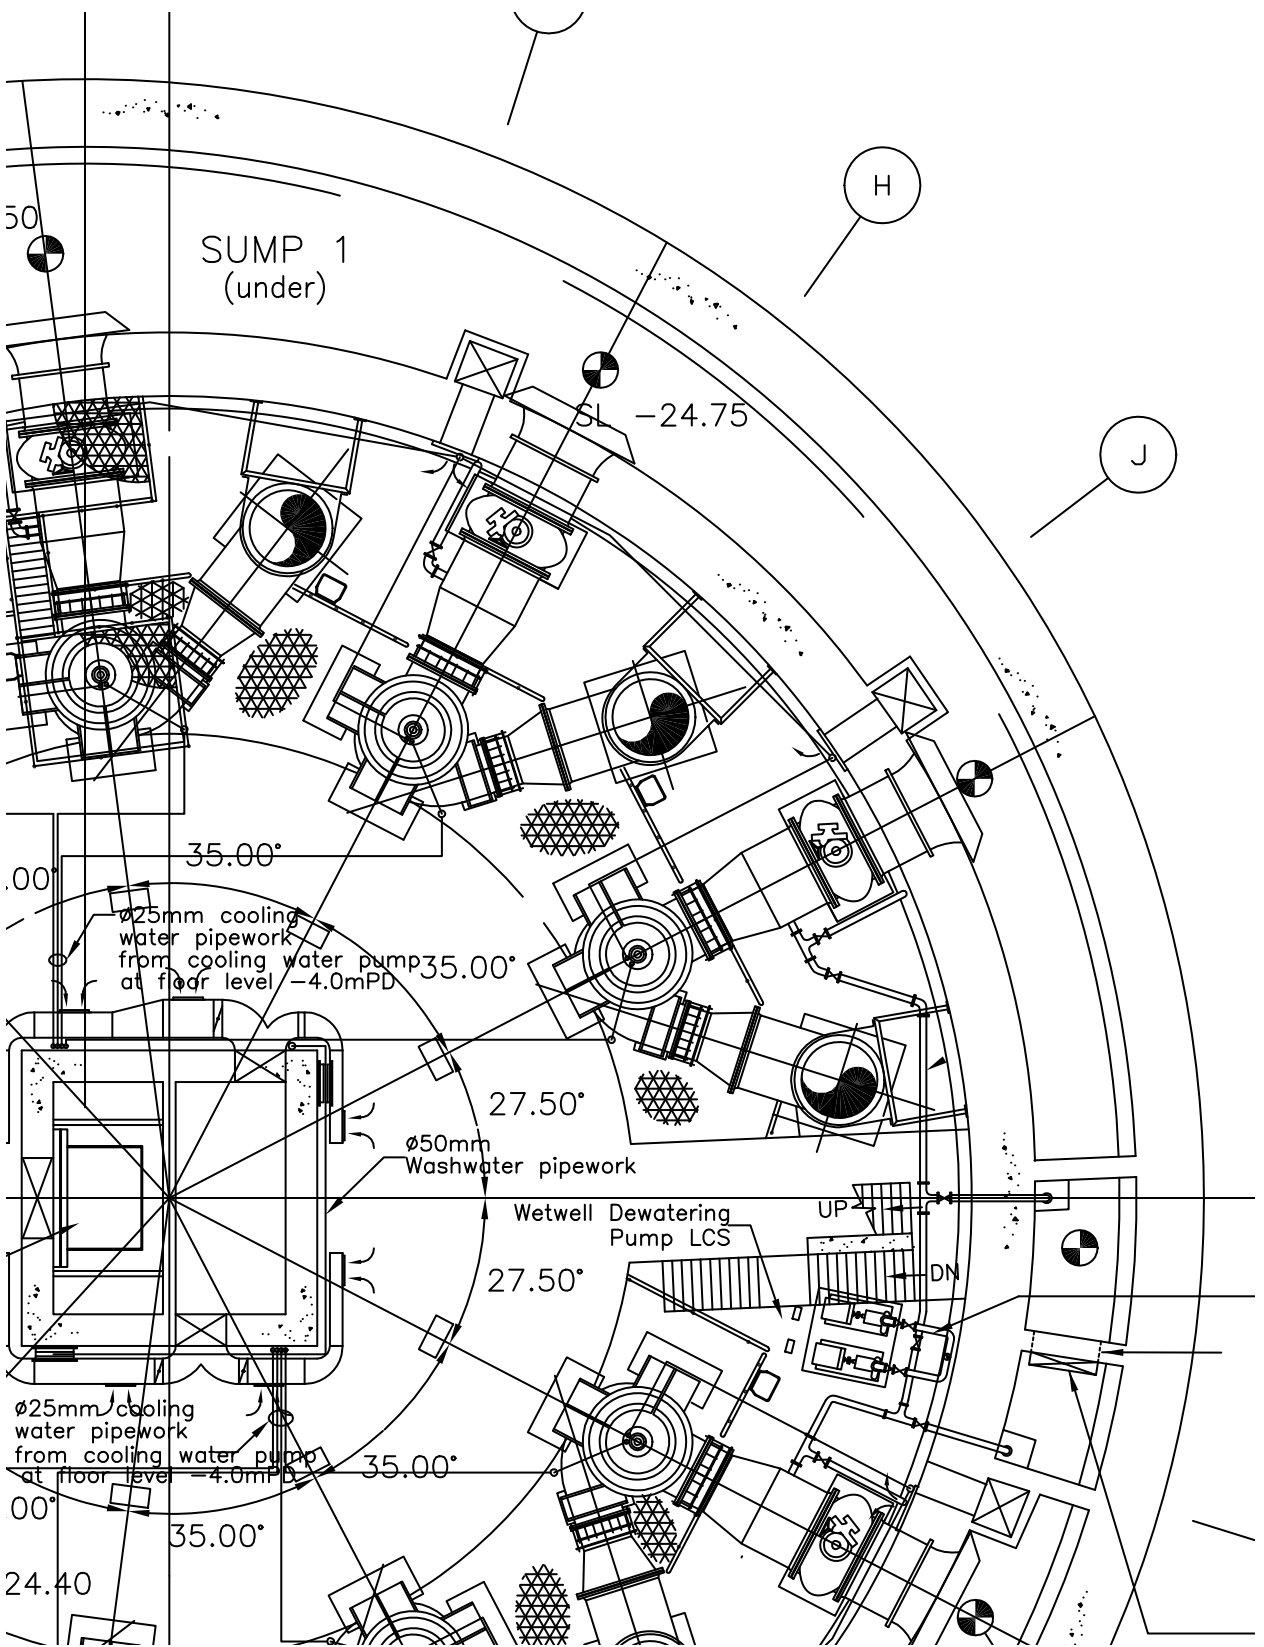 H
50
SUMP 1
(under)
SL -24.75
J
35.00°
.00°
ø25mm cooling
water pipework
from cooling water pump
at floor level -4.0mPD
35.00°
27.50°
ø50mm
Washwater pipework
UP
Wetwell Dewatering
Pump LCS
DN
27.50°
ø25mm cooling
water pipework
from cooling water pump
at floor level -4.0mPD
35.00°
.00°
35.00°
24.40